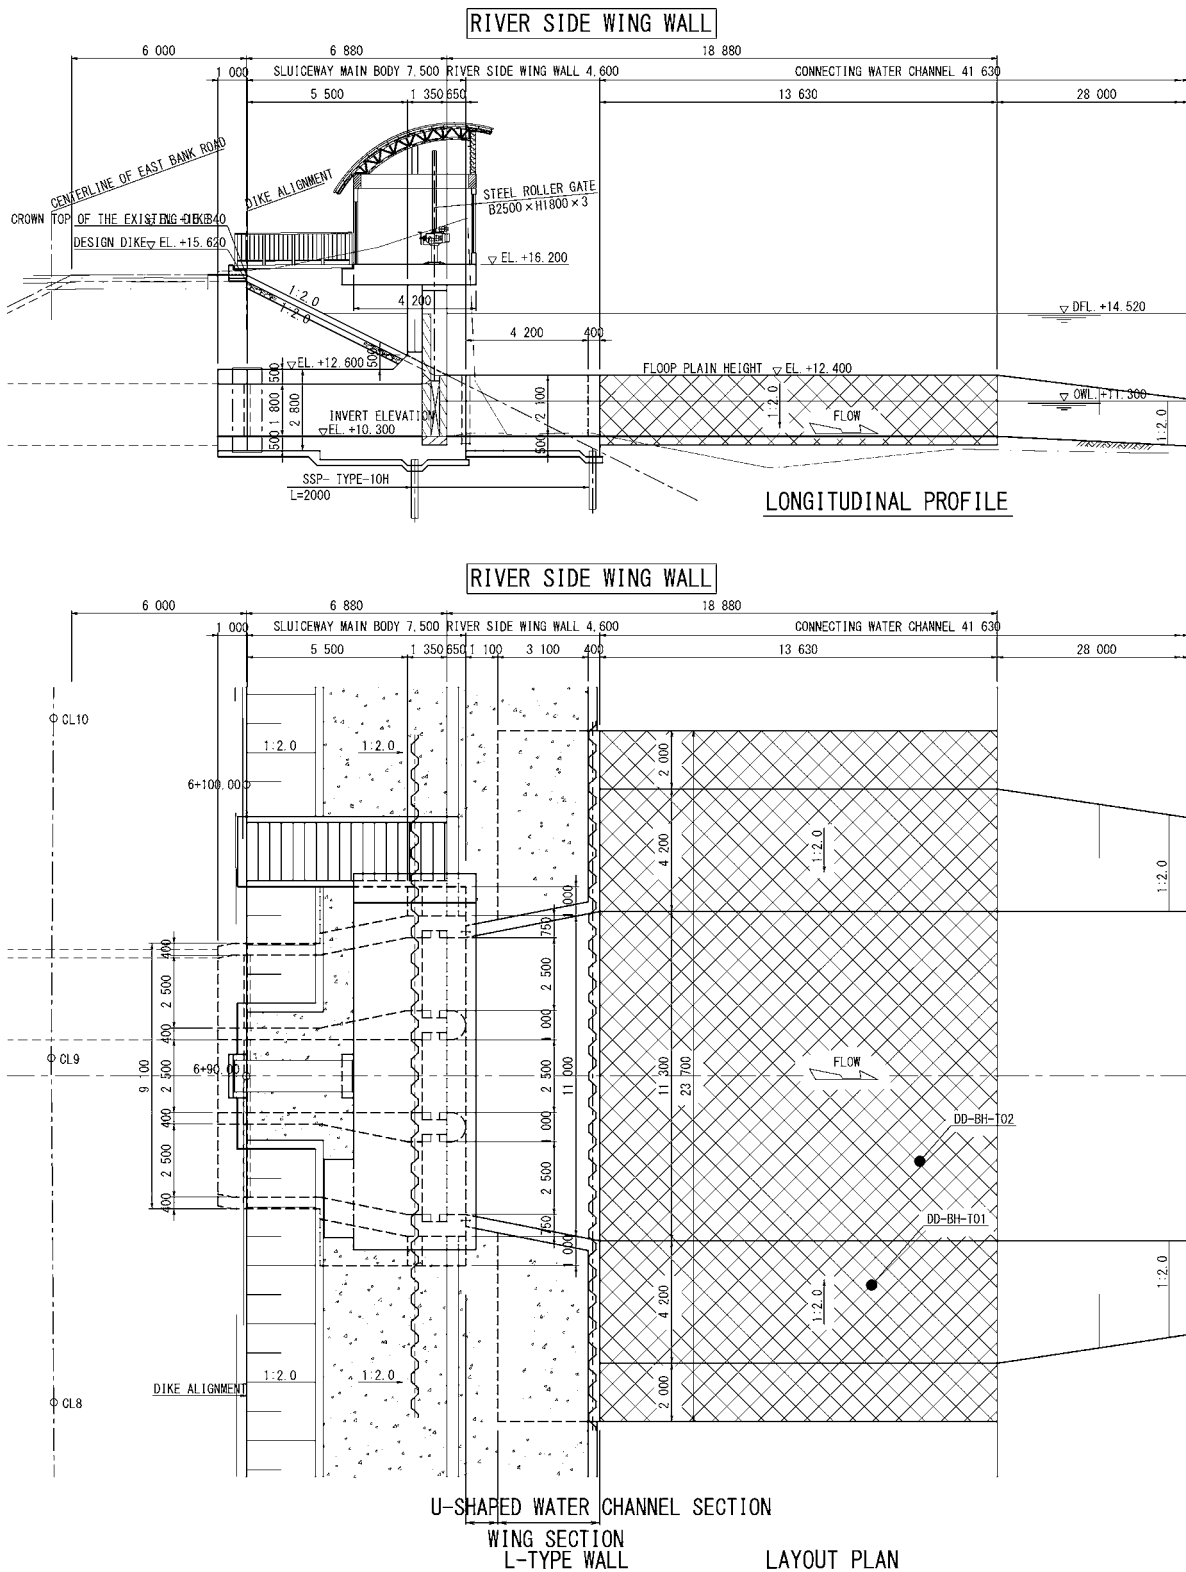 RIVER SIDE WING WALL
6 000
6 880
18 880
1 000
SLUICEWAY MAIN BODY 7,500
RIVER SIDE WING WALL 4,600
CONNECTING WATER CHANNEL 41 630
5 500
1 350
650
13 630
28 000
CENTERLINE OF EAST BANK ROAD
DIKE ALIGNMENT
STEEL ROLLER GATE
B2500×H1800×3
CROWN TOP OF THE EXISTING DIKE
DESIGN DIKE EL. +15.620
EL. +16.200
1:2.0
1:2.0
4 200
DFL. +14.520
4 200
400
500
EL. +12.600
500
FLOOP PLAIN HEIGHT EL. +12.400
1 800
2 800
2 100
1:2.0
OWL. +11.300
INVERT ELEVATION
EL. +10.300
FLOW
1:2.0
500
500
SSP- TYPE-10H
L=2000
LONGITUDINAL PROFILE
RIVER SIDE WING WALL
6 000
6 880
18 880
1 000
SLUICEWAY MAIN BODY 7,500
RIVER SIDE WING WALL 4,600
CONNECTING WATER CHANNEL 41 630
5 500
1 350
650
1 100
3 100
400
13 630
28 000
CL10
1:2.0
1:2.0
2 000
6+100.00
4 200
1:2.0
1:2.0
1 000
750
400
2 500
2 500
400
1 000
CL9
FLOW
6+90.00
9 100
2 500
2 500
11 000
11 300
23 700
400
1 000
DD-BH-T02
2 500
2 500
400
750
DD-BH-T01
1 000
1:2.0
4 200
1:2.0
1:2.0
1:2.0
DIKE ALIGNMENT
2 000
CL8
U-SHAPED WATER CHANNEL SECTION
WING SECTION
L-TYPE WALL
LAYOUT PLAN